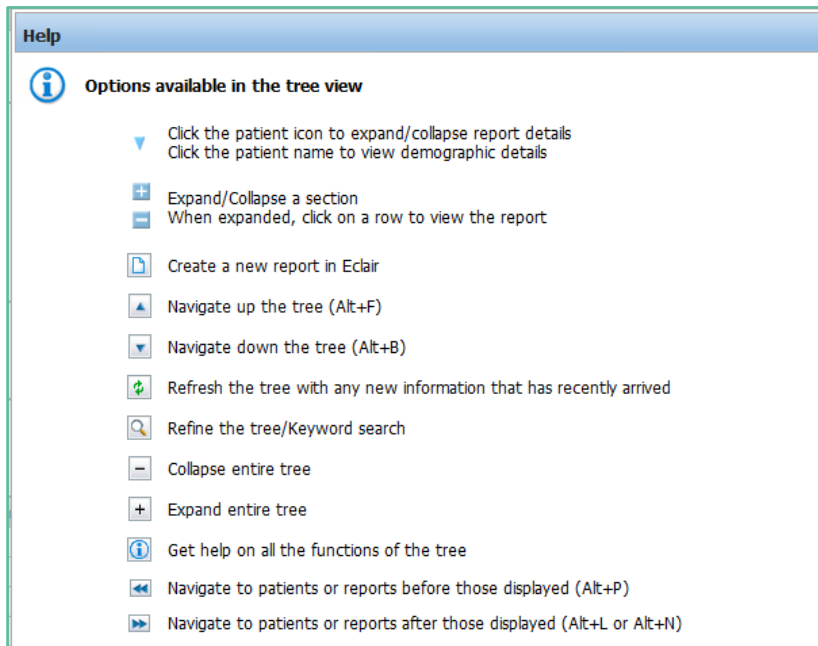 Help
Options available in the tree view
Click the patient icon to expand/collapse report details
Click the patient name to view demographic details
Expand/Collapse a section
When expanded, click on a row to view the report
Create a new report in Eclair
Navigate up the tree (Alt+F)
Navigate down the tree (Alt+B)
Refresh the tree with any new information that has recently arrived
Refine the tree/Keyword search
Collapse entire tree
Expand entire tree
Get help on all the functions of the tree
Navigate to patients or reports before those displayed (Alt+P)
Navigate to patients or reports after those displayed (Alt+L or Alt+N)